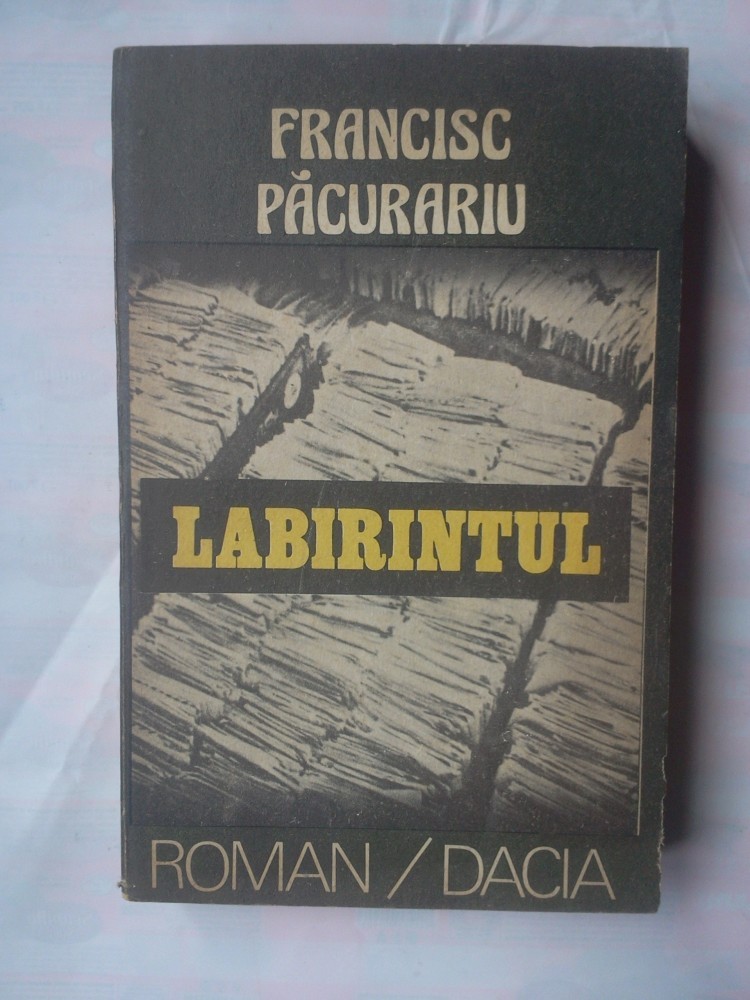 FRANCISC
PĂCURARIU
LABIRINTUL
ROMAN / DACIA